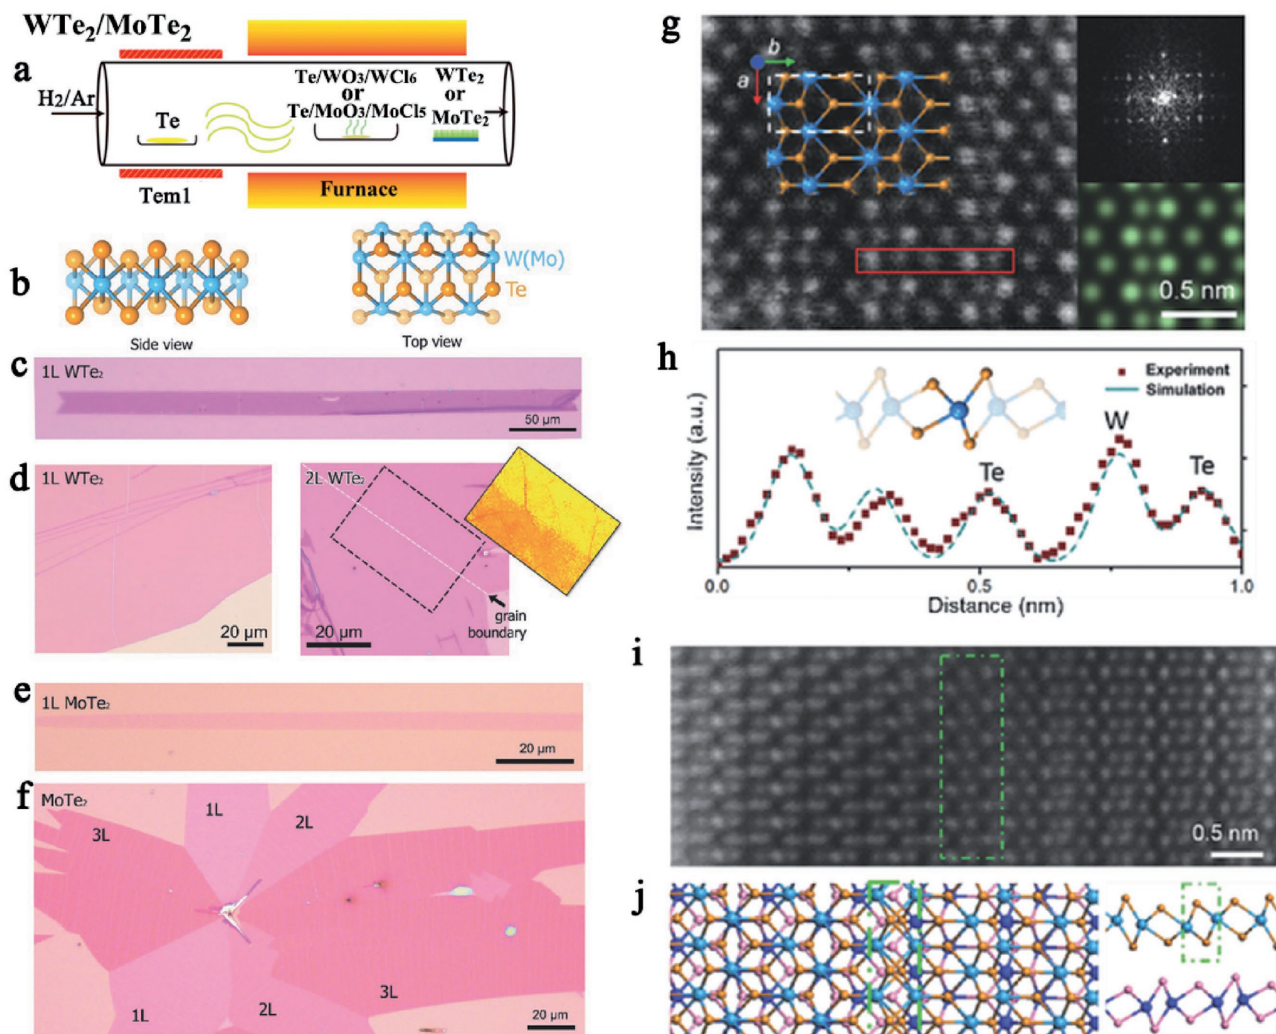 WTe₂/MoTe₂
a
H2/Ar
Te
Te/WO3/WCl6
or
Te/MoO3/MoCl5
WTe₂
or
MoTe₂
Tem1
Furnace
b
W(Mo)
Te
Side view
Top view
c
1L WTe₂
50 µm
d
1L WTe₂
20 µm
2L WTe₂
20 µm
grain
boundary
e
1L MoTe₂
20 µm
f
MoTe₂
1L
2L
3L
1L
2L
3L
20 µm
g
b
a
0.5 nm
h
Intensity (a.u.)
Experiment
Simulation
W
Te
Te
0.0
0.5
1.0
Distance (nm)
i
0.5 nm
j